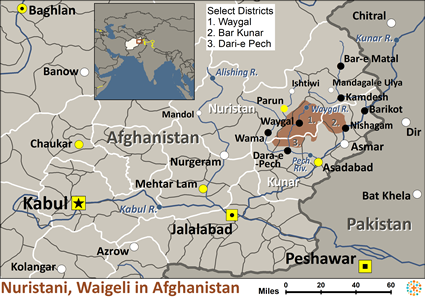 Baghlan
Select Districts
1. Waygal
2. Bar Kunar
3. Dari-e Pech
Chitral
Kunar R.
Banow
Alishing R.
Bar-e Matal
Ishtiwi
Mandagal-e Ulya
Parun
Kamdesh
Mandol
Nuristan
Waygal R.
Barikot
Waygal
1.
2
Nishagam
Dir
Afghanistan
Wama
3
Chaukar
Asmar
Nurgeram
Dara-e
-Pech
Pech
Riv.
Asadabad
Mehtar Lam
Kunar
Bat Khela
Kabul
Kabul R.
Jalalabad
Pakistan
Azrow
Peshawar
Kolangar
Nuristani, Waigeli in Afghanistan
Miles
0
20
40
60